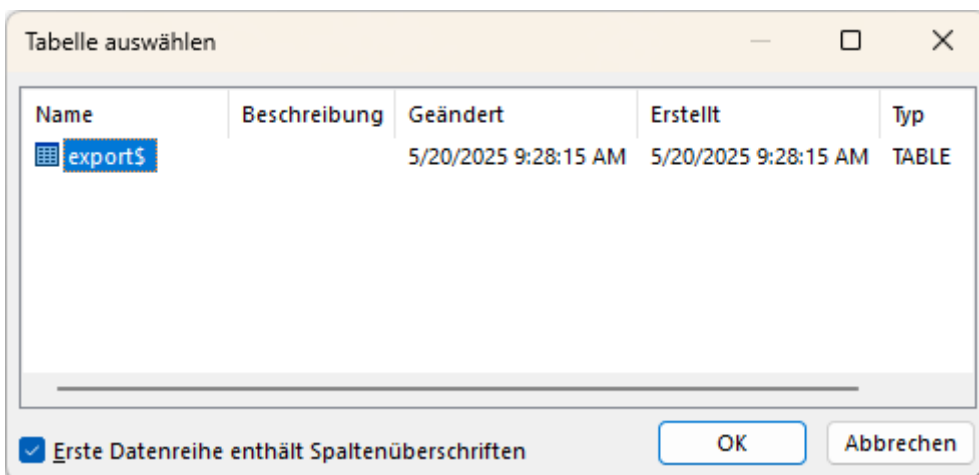 Tabelle auswählen
Name Beschreibung Geändert Erstellt Typ
export$ 5/20/2025 9:28:15 AM 5/20/2025 9:28:15 AM TABLE
Erste Datenreihe enthält Spaltenüberschriften OK Abbrechen